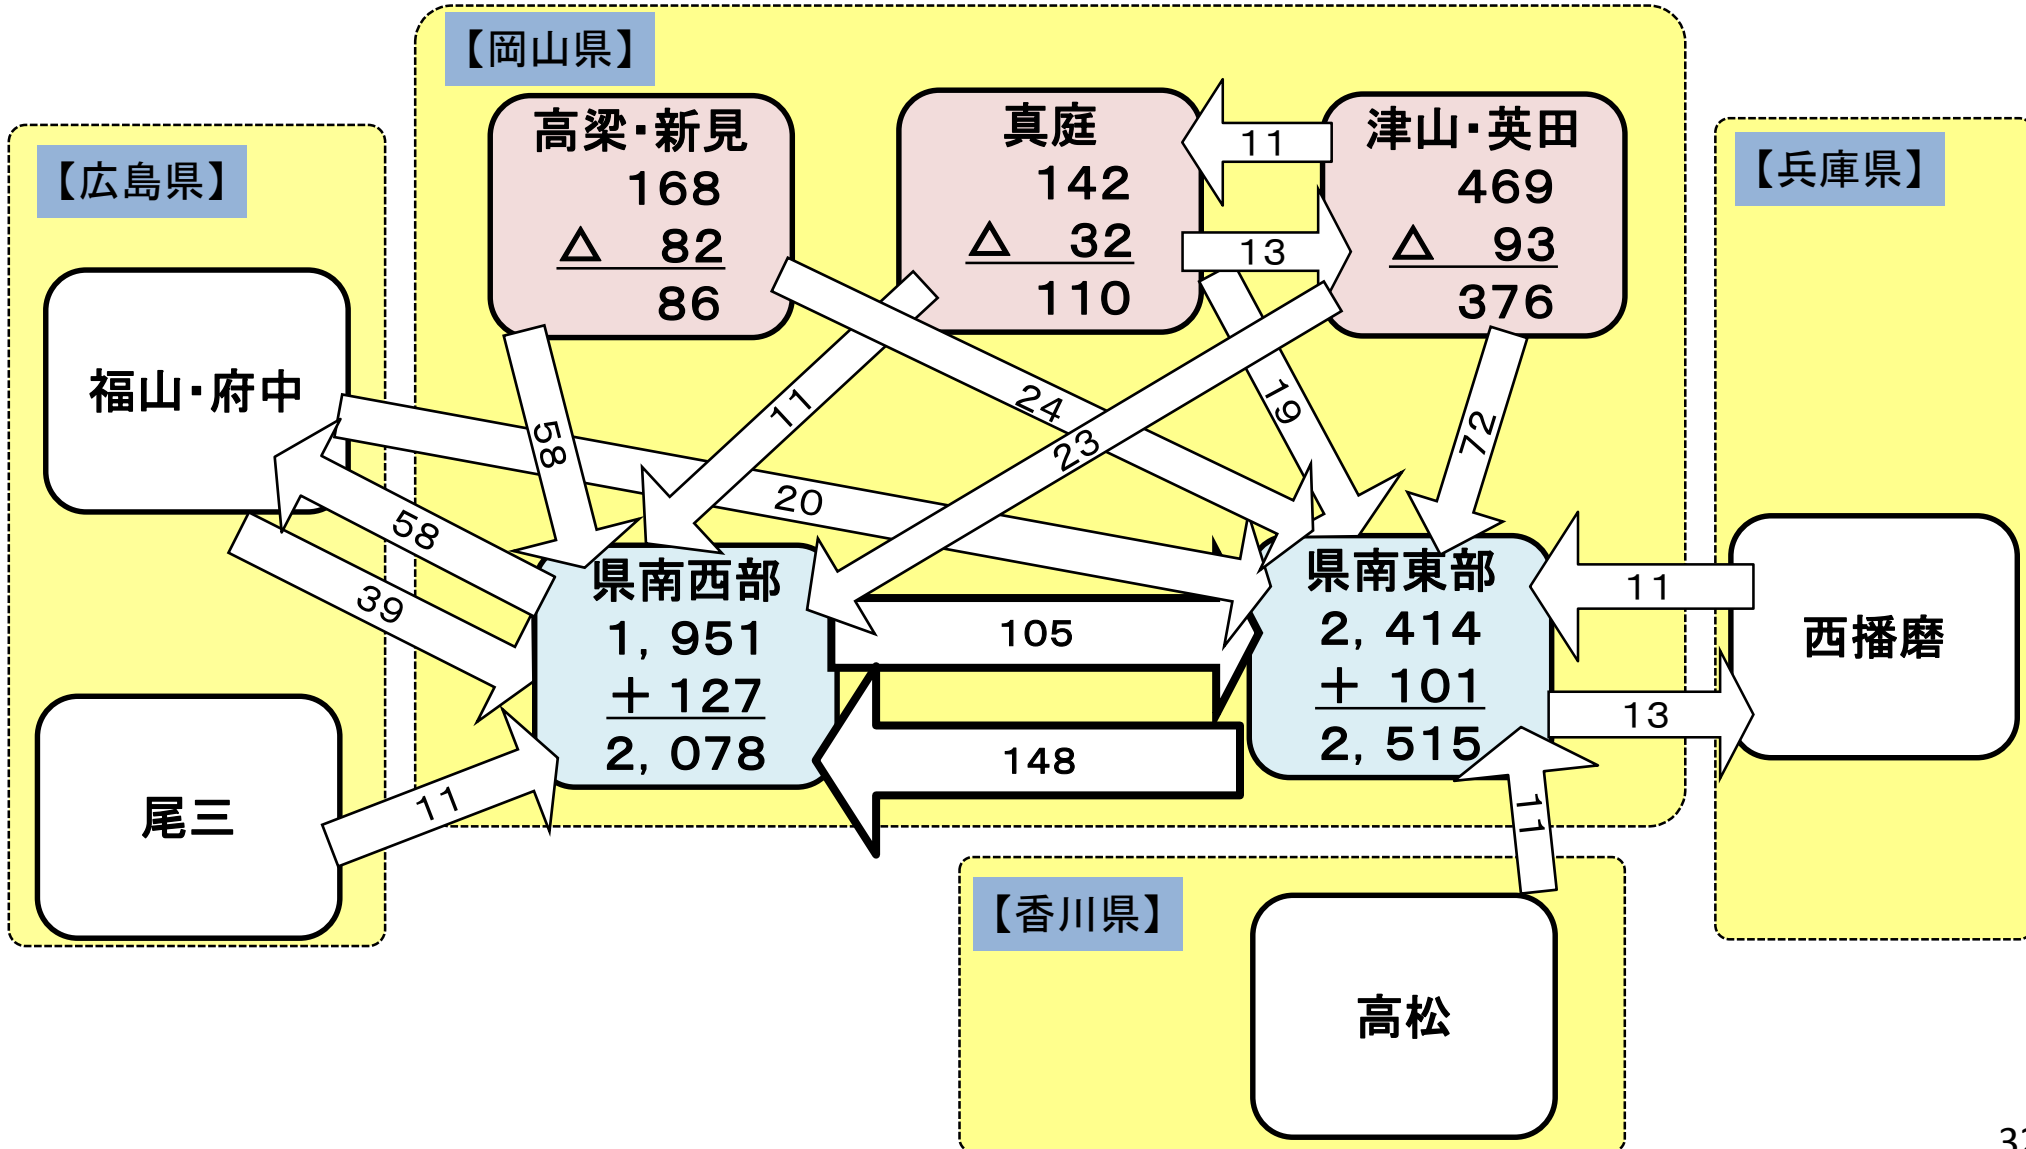 【岡山県】
高梁・新見
168
△ 82
86
真庭
142
△ 32
110
津山・英田
469
△ 93
376
11
13
【広島県】
福山・府中
尾三
【兵庫県】
西播磨
58
11
24
23
19
72
20
58
39
11
県南西部
1,951
＋127
2,078
105
148
県南東部
2,414
＋ 101
2,515
11
13
11
【香川県】
高松